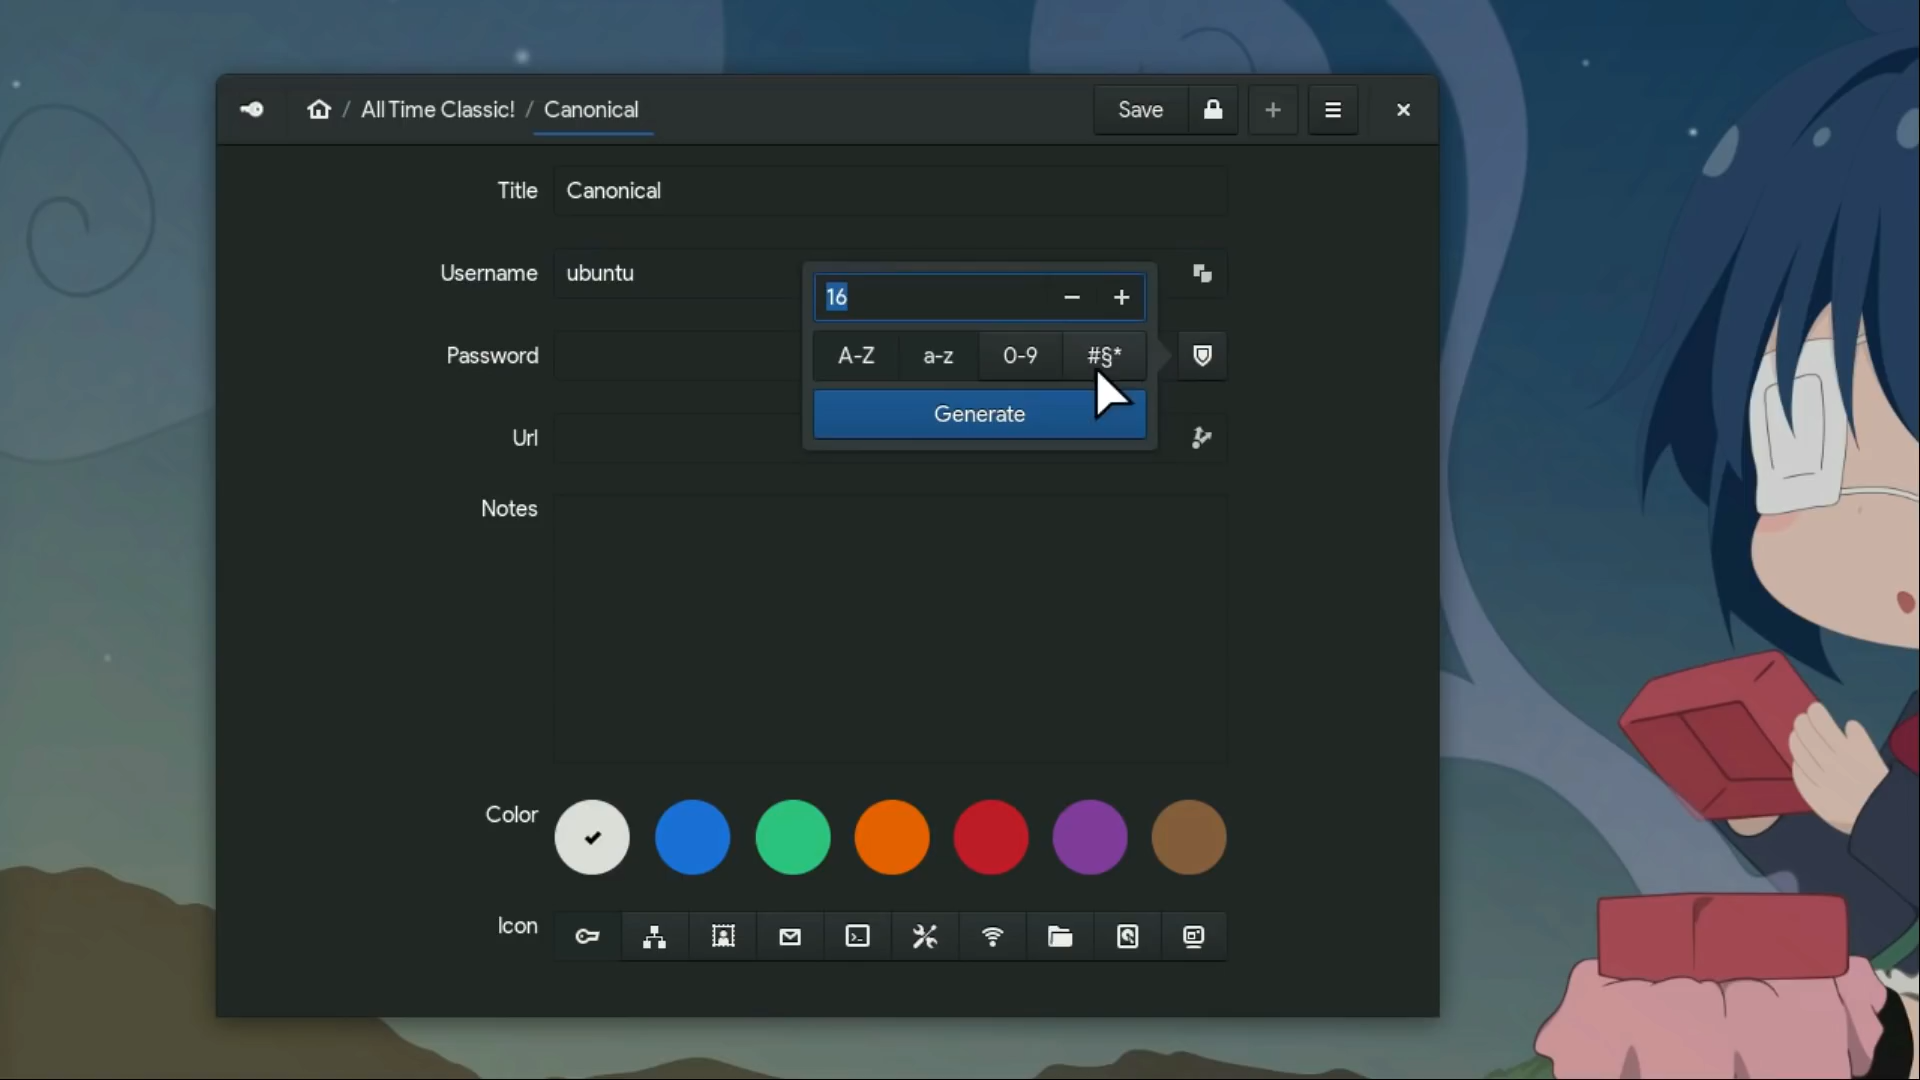 / All Time Classic! / Canonical
Save
Title Canonical
Username ubuntu
16 − +
Password
A-Z a-z 0-9 #§*
Generate
Url
Notes
Color
Icon